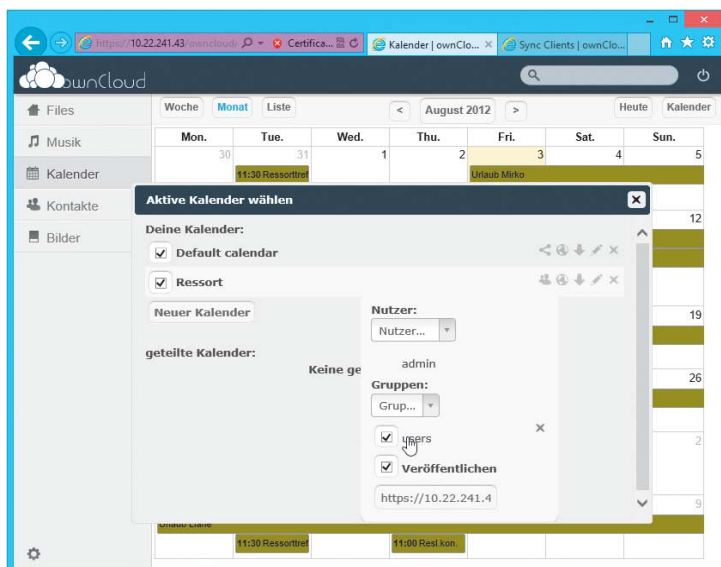 https://10.22.241.43/owncloud/ Certifica... Kalender | ownClo... Sync Clients | ownClo...
ownCloud
Files
Musik
Kalender
Kontakte
Bilder
Woche Monat Liste < August 2012 > Heute Kalender
Mon. Tue. Wed. Thu. Fri. Sat. Sun.
30 31 1 2 3 4 5
11:30 Ressorttref Urlaub Mirko
Aktive Kalender wählen
12
Deine Kalender:
Default calendar
Ressort
Neuer Kalender
19
geteilte Kalender:
Keine ge
26
Nutzer:
Nutzer...
admin
Gruppen:
Grup...
users
2
Veröffentlichen
https://10.22.241.4
9
Urlaub Liane
11:30 Ressorttref 11:00 Resl.kon.